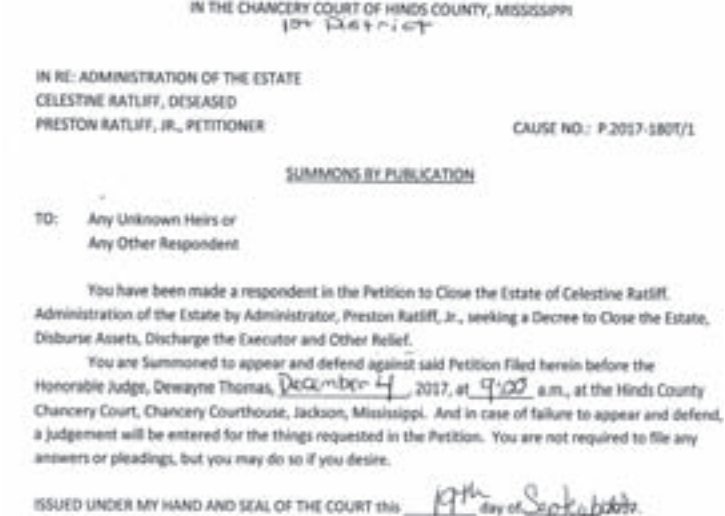 IN THE CHANCERY COURT OF HINDS COUNTY, MISSISSIPPI
1st District
IN RE: ADMINISTRATION OF THE ESTATE
CELESTINE RATLIFF, DESEASED
PRESTON RATLIFF, JR., PETITIONER CAUSE NO.: P.2017-180T/1
SUMMONS BY PUBLICATION
TO: Any Unknown Heirs or
Any Other Respondent
You have been made a respondent in the Petition to Close the Estate of Celestine Ratliff.
Administration of the Estate by Administrator, Preston Ratliff, Jr., seeking a Decree to Close the Estate,
Disburse Assets, Discharge the Executor and Other Relief.
You are Summoned to appear and defend against said Petition Filed herein before the
Honorable Judge, Dewayne Thomas, December 4, 2017, at 9:00 a.m., at the Hinds County
Chancery Court, Chancery Courthouse, Jackson, Mississippi. And in case of failure to appear and defend,
a judgement will be entered for the things requested in the Petition. You are not required to file any
answers or pleadings, but you may do so if you desire.
ISSUED UNDER MY HAND AND SEAL OF THE COURT this 19th day of